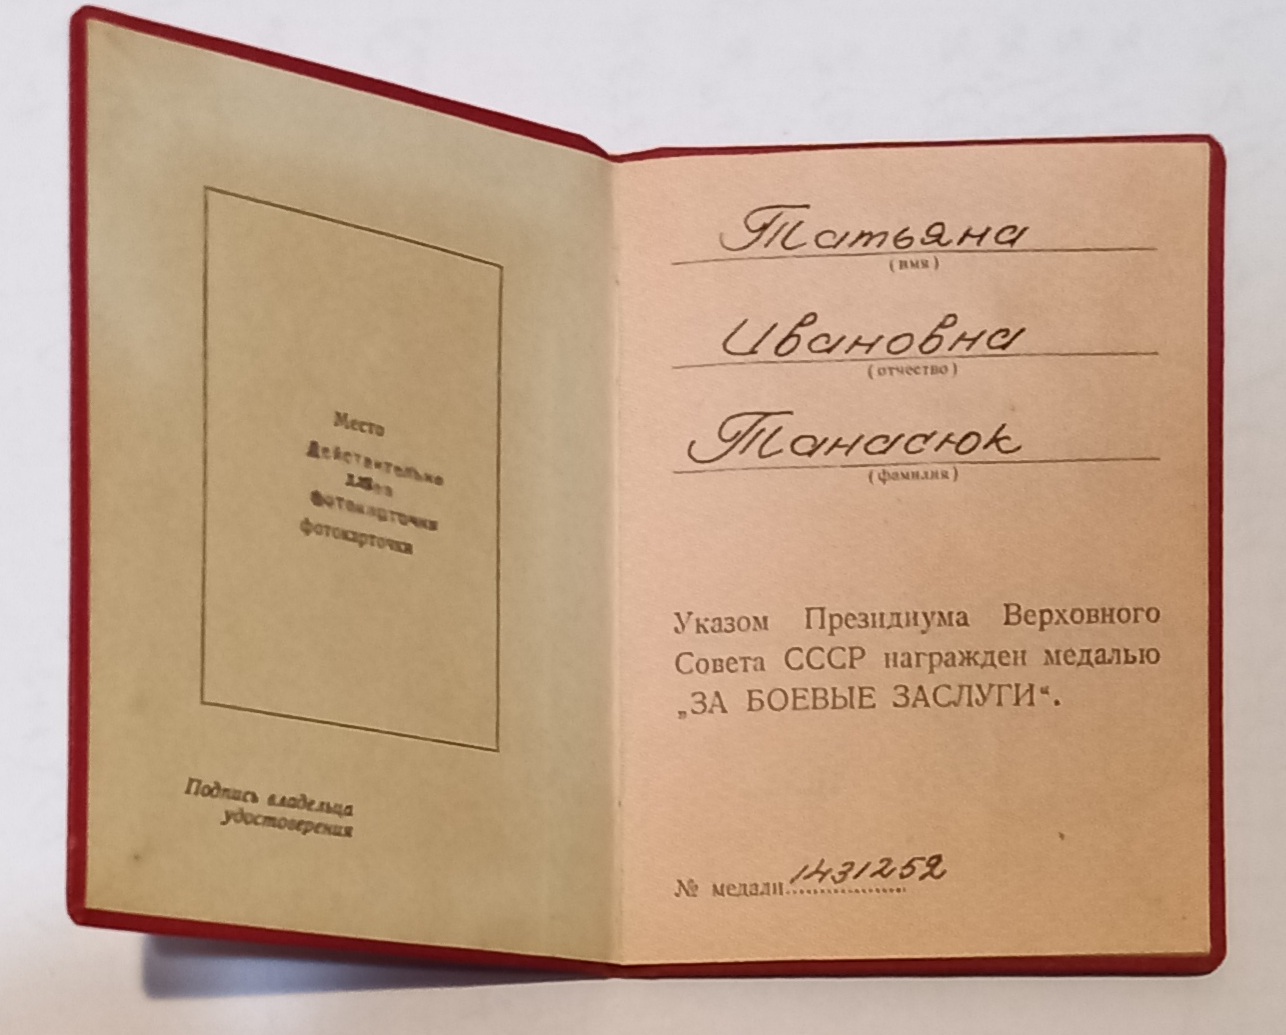 Место
Действительно
без
фотокарточки
фотокарточки
Подпись владельца
удостоверения
Татьяна
(имя)
Ивановна
(отчество)
Танасюк
(фамилия)
Указом Президиума Верховного
Совета СССР награжден медалью
„ЗА БОЕВЫЕ ЗАСЛУГИ“.
№ медали 1431252